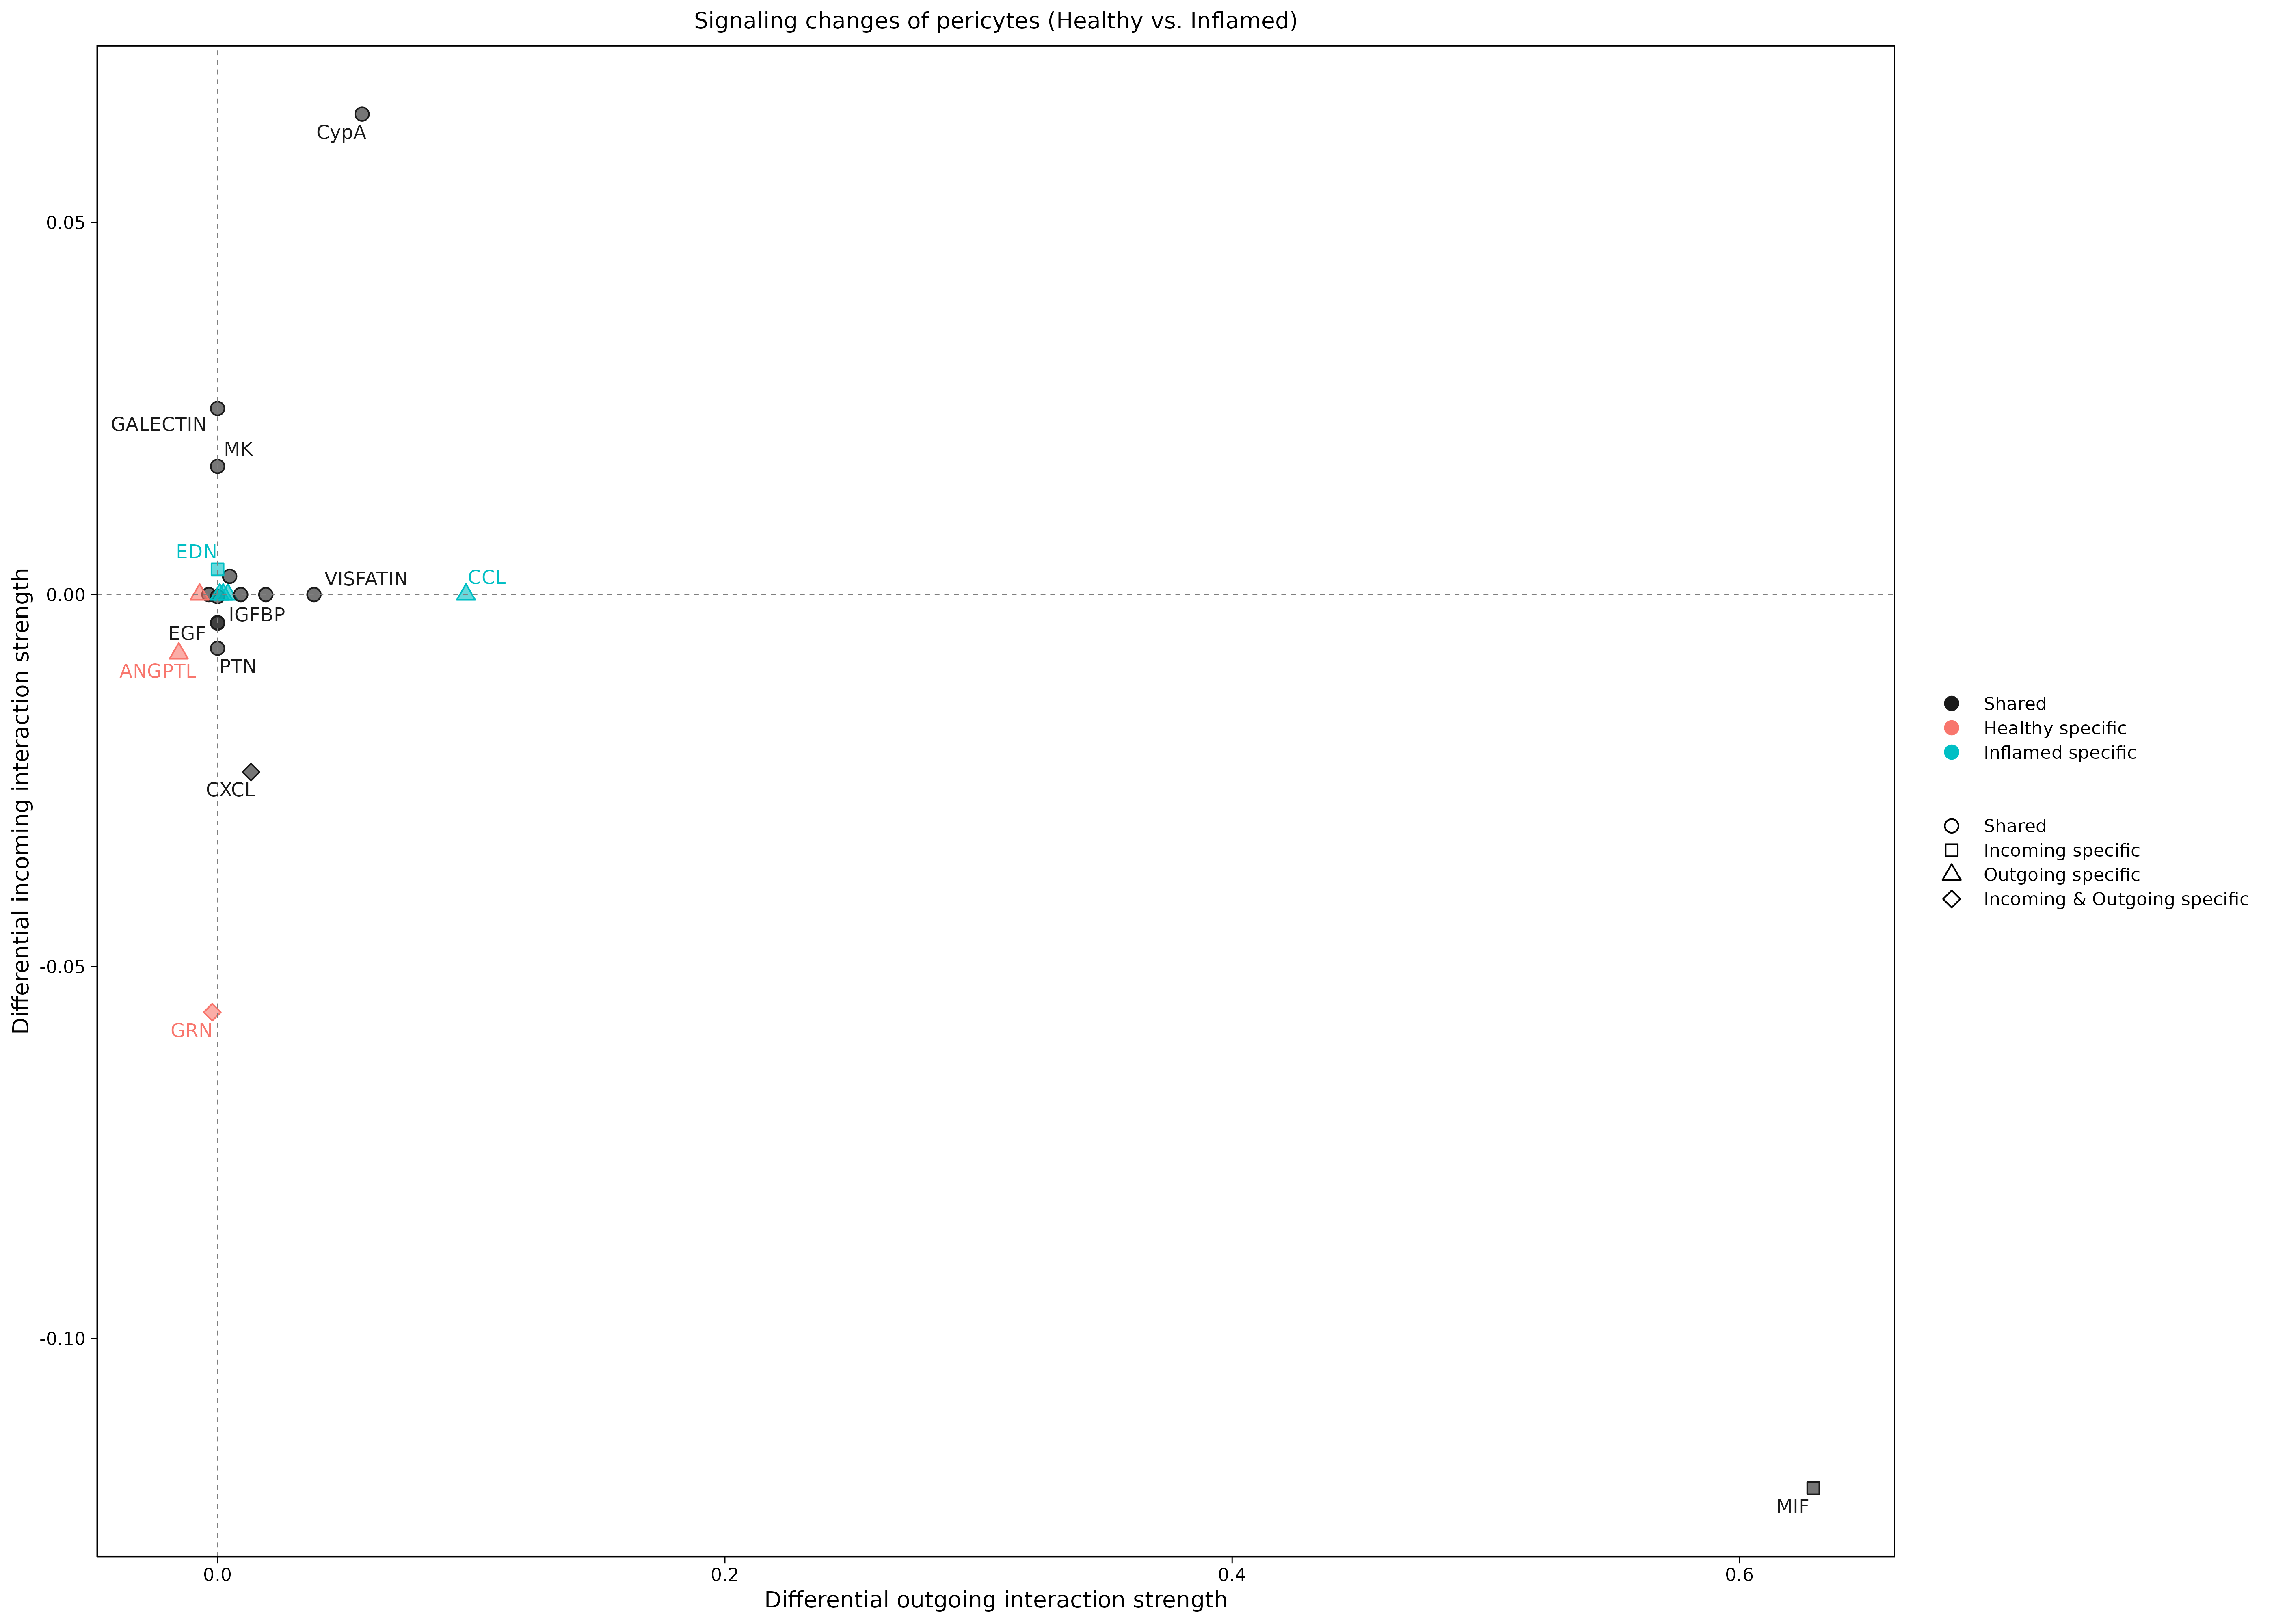 Signaling changes of pericytes (Healthy vs. Inflamed)
CypA
0.05
GALECTIN
MK
EDN
VISFATIN
CCL
0.00
IGFBP
EGF
PTN
ANGPTL
CXCL
-0.05
GRN
-0.10
MIF
Differential incoming interaction strength
0.0
0.2
0.4
0.6
Differential outgoing interaction strength
Shared
Healthy specific
Inflamed specific
Shared
Incoming specific
Outgoing specific
Incoming & Outgoing specific